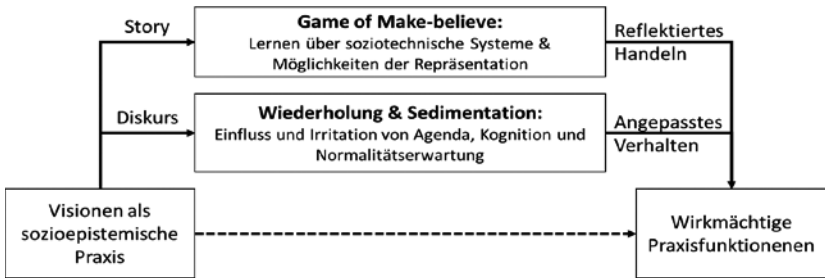 Story
Game of Make-believe:
Lernen über soziotechnische Systeme &
Möglichkeiten der Repräsentation
Reflektiertes
Handeln
Diskurs
Wiederholung & Sedimentation:
Einfluss und Irritation von Agenda, Kognition und
Normalitätserwartung
Angepasstes
Verhalten
Visionen als
sozioepistemische
Praxis
Wirkmächtige
Praxisfunktionenen